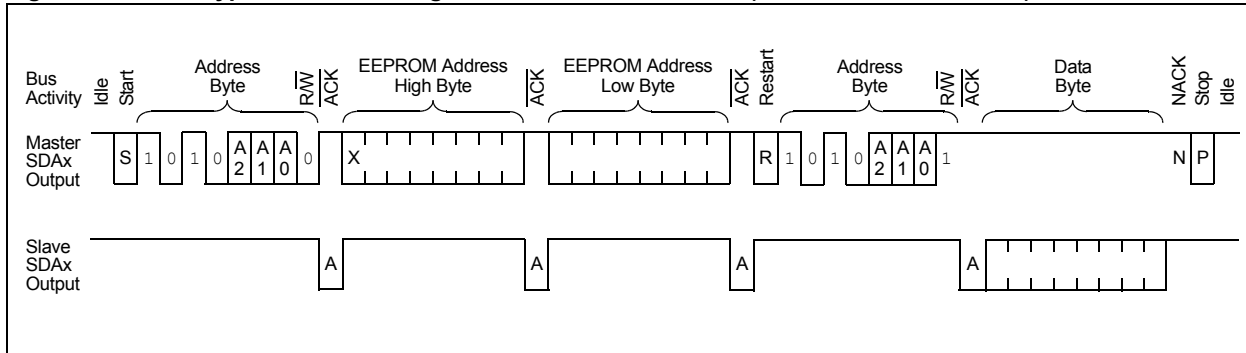 Bus
Activity
Idle
Start
Address
Byte
R/W
ACK
EEPROM Address
High Byte
ACK
EEPROM Address
Low Byte
ACK
Restart
Address
Byte
R/W
ACK
Data
Byte
NACK
Stop
Idle
Master
SDAx
Output
S 1 0 1 0 A2 A1 A0 0 X R 1 0 1 0 A2 A1 A0 1 N P
Slave
SDAx
Output
A A A A